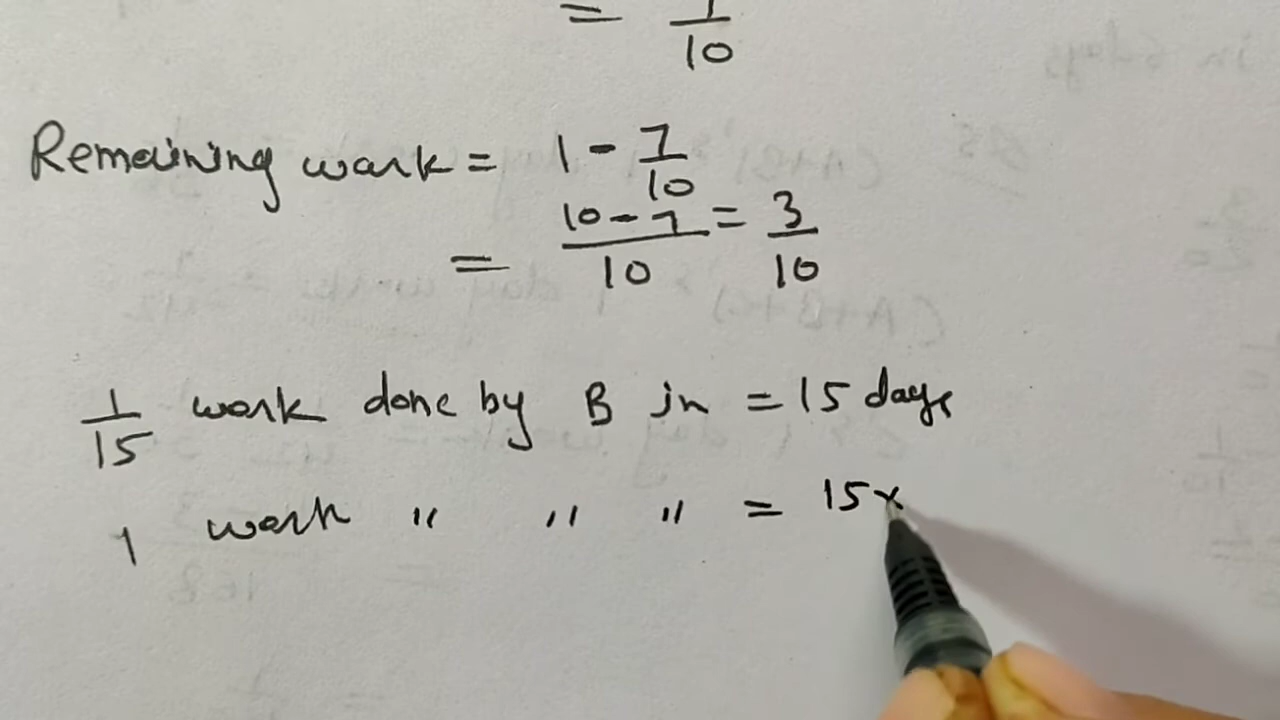 = 1/10
Remaining work = 1 - 7/10
= 10 - 7/10 = 3/10
1/15 work done by B in = 15 days
1 work " " " = 15x